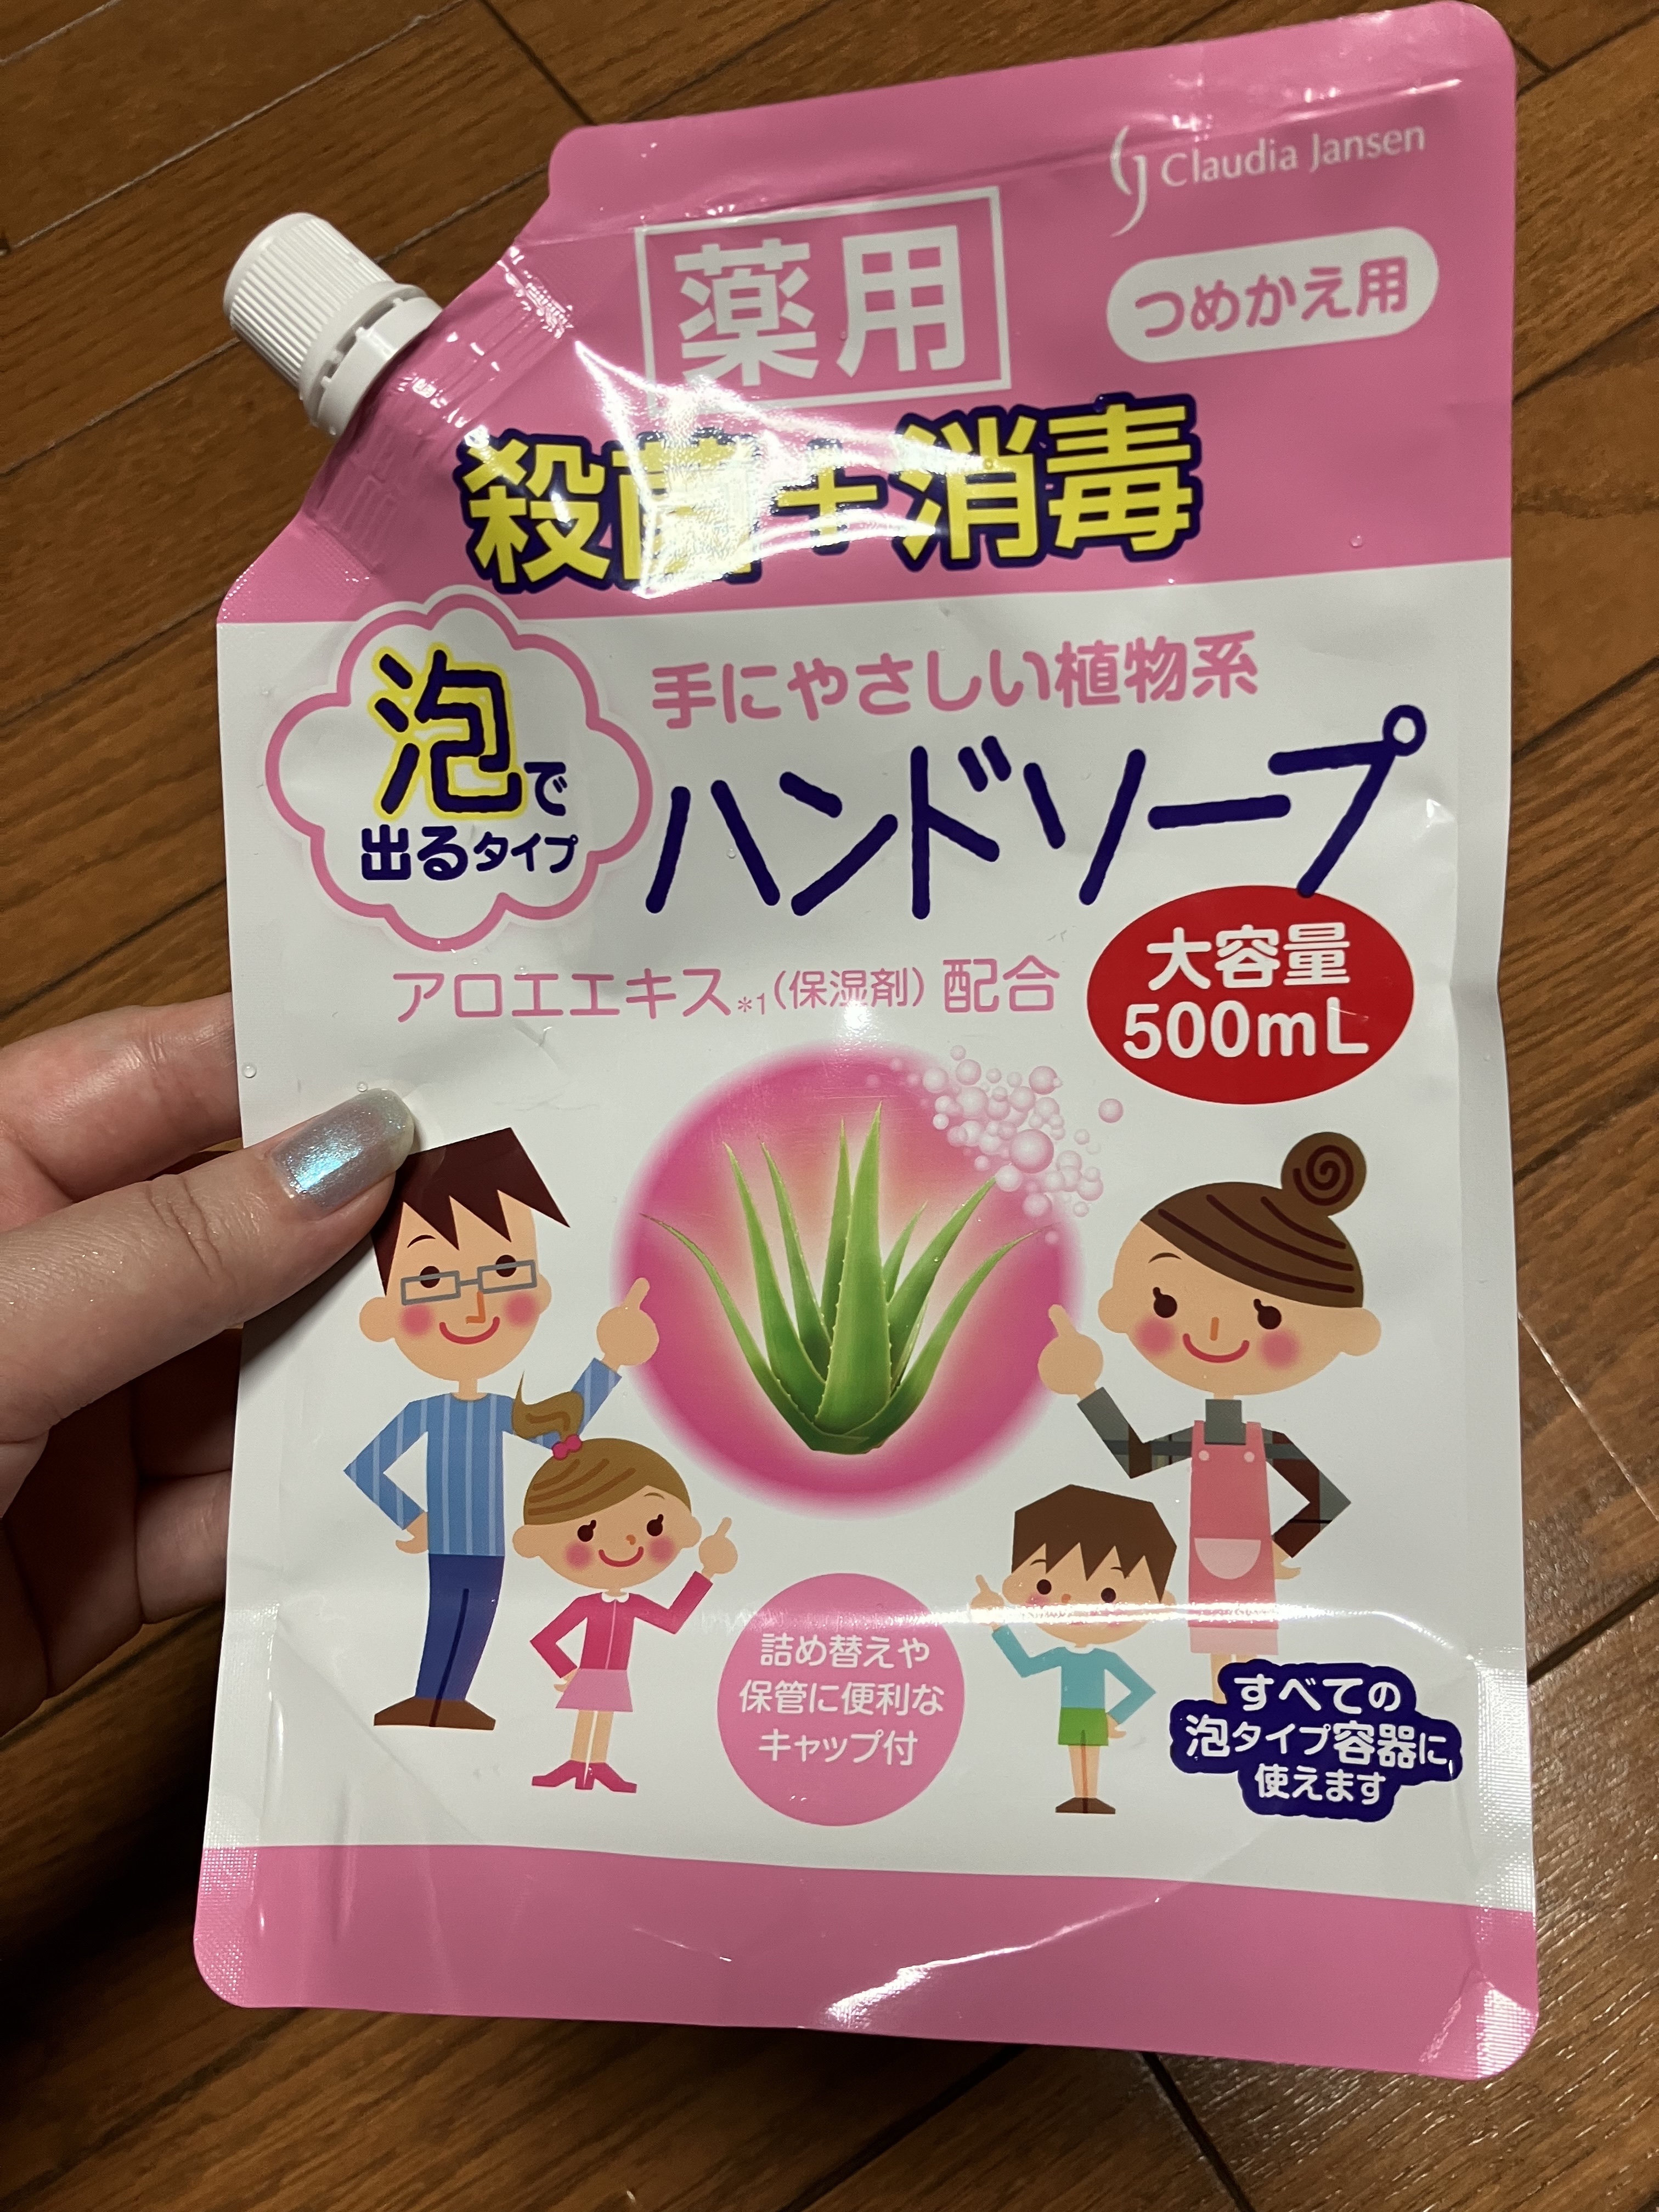 Claudia Jansen
薬用
つめかえ用
殺菌+消毒
泡で
出るタイプ
手にやさしい植物系
ハンドソープ
アロエエキス*1(保湿剤)配合
大容量
500mL
詰め替えや
保管に便利な
キャップ付
すべての
泡タイプ容器に
使えます